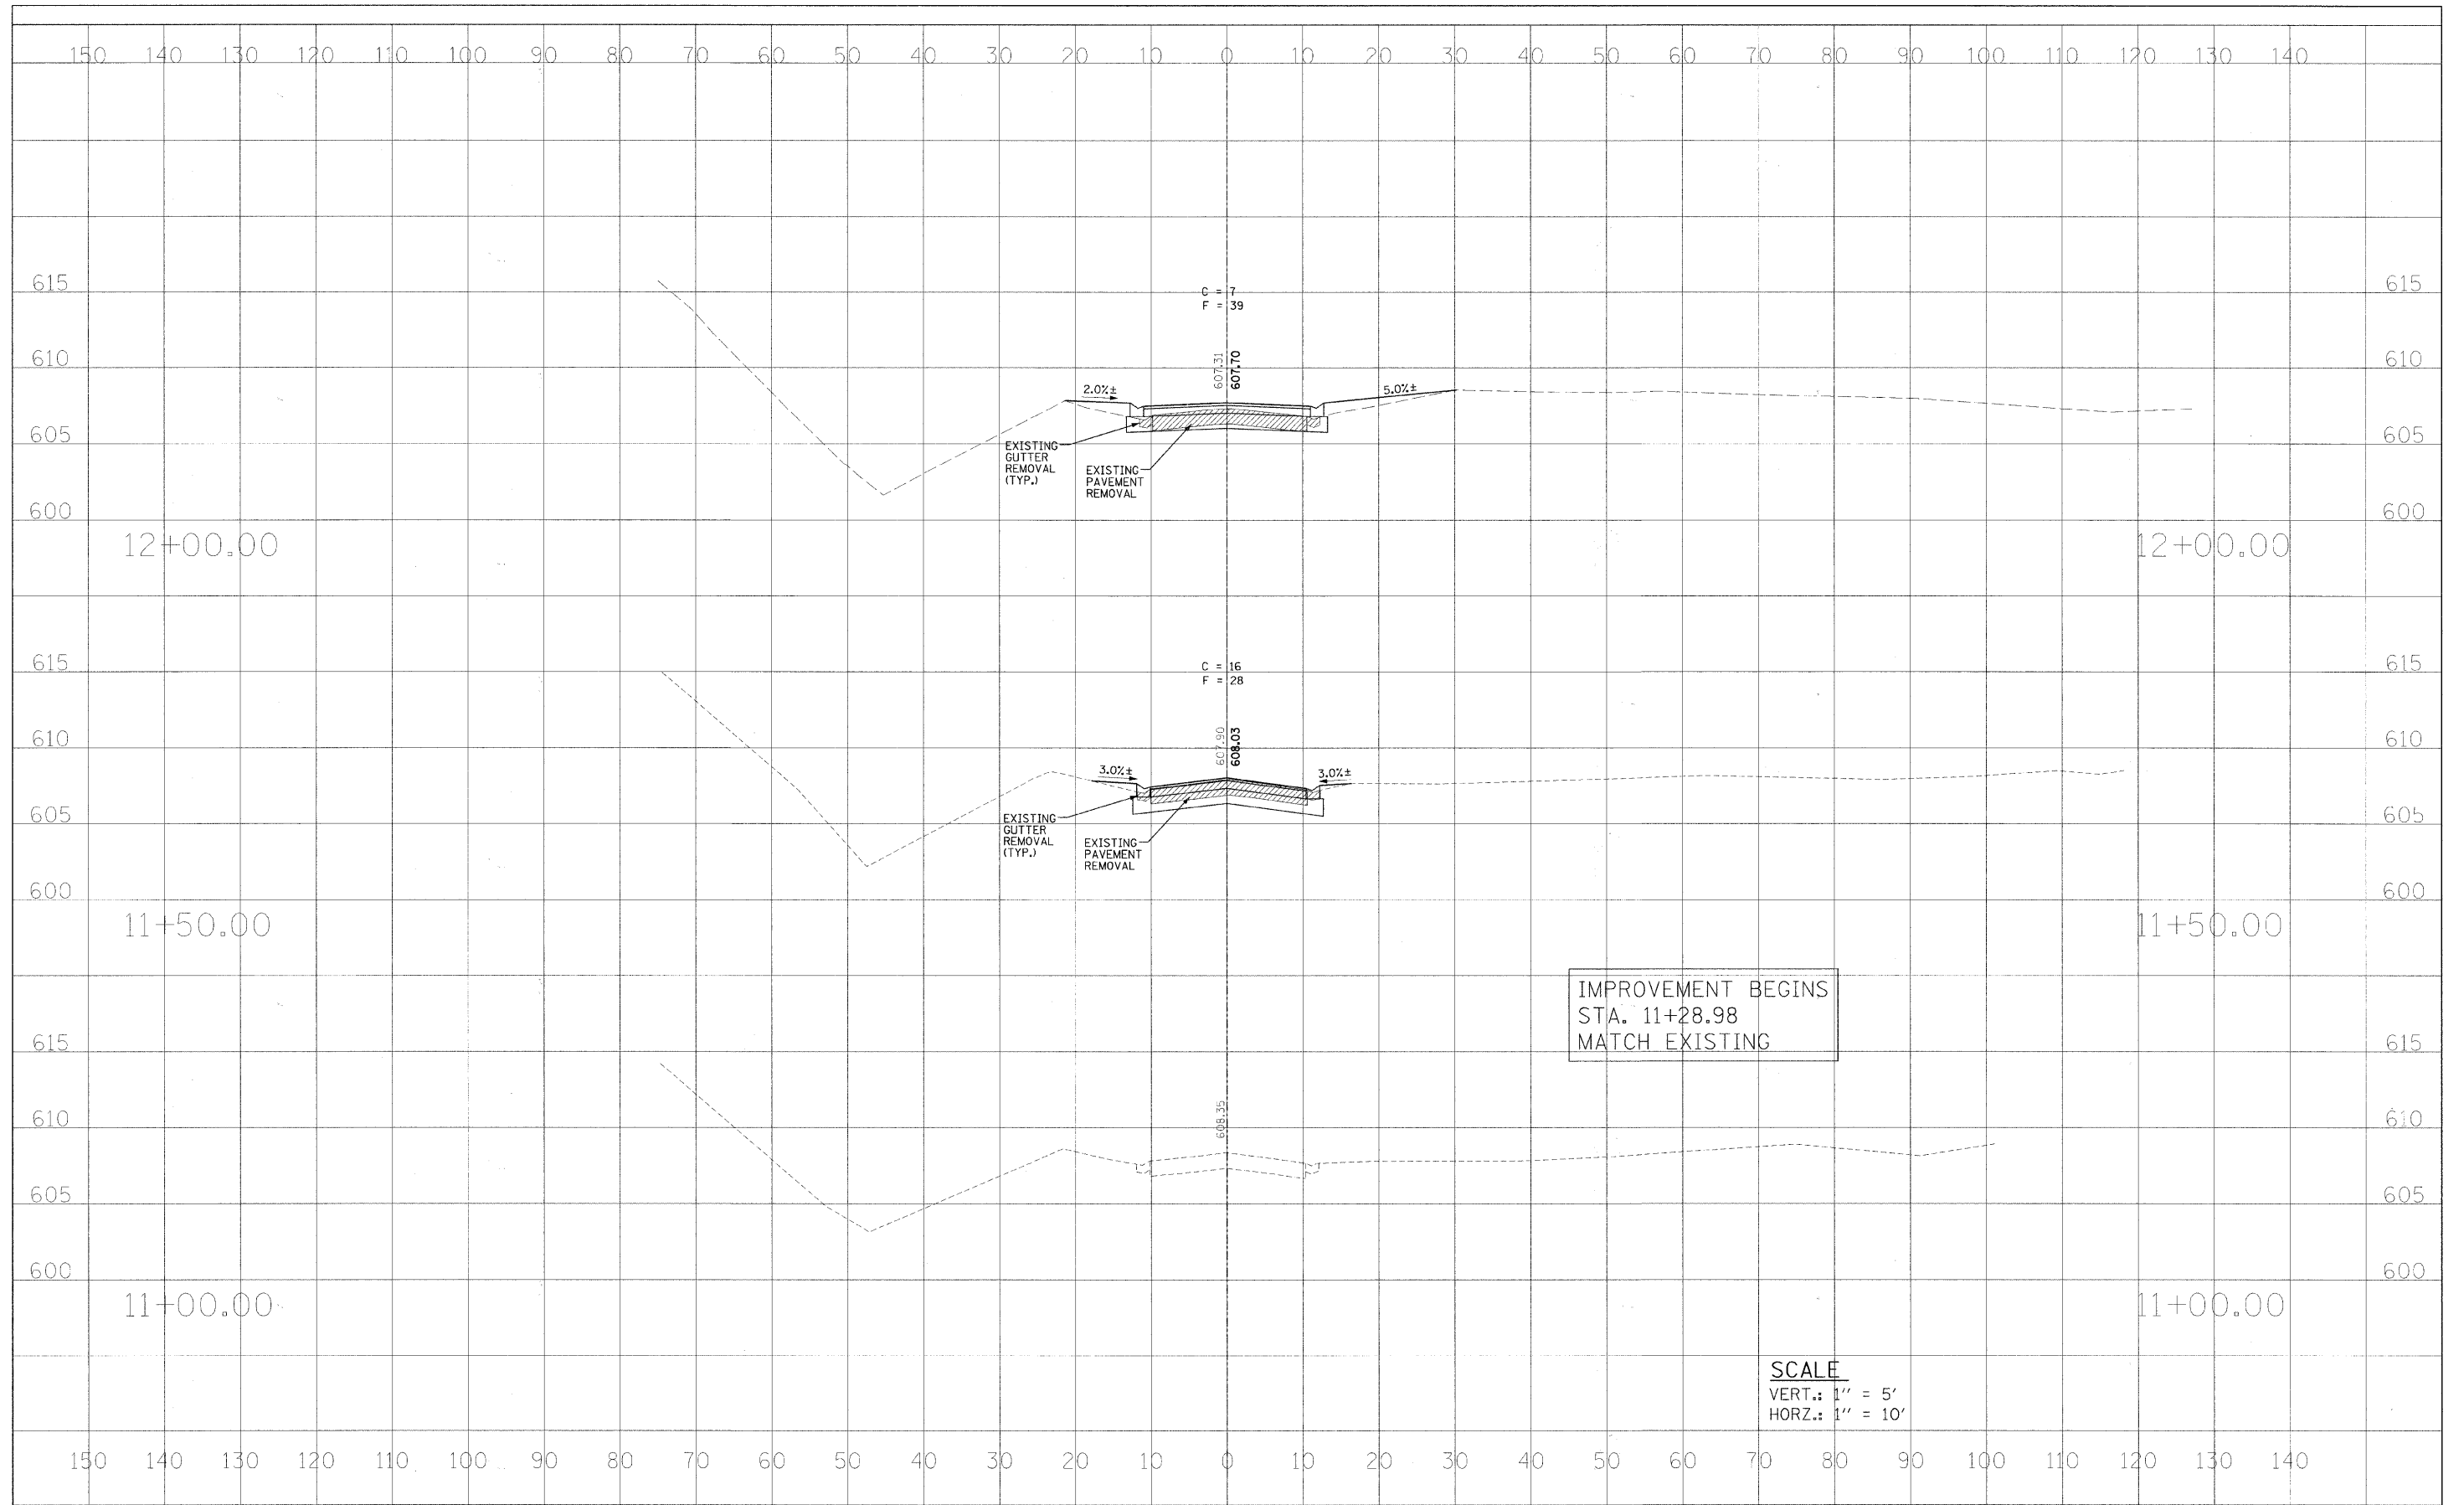 150 140 130 120 110 100 90 80 70 60 50 40 30 20 10 0 10 20 30 40 50 60 70 80 90 100 110 120 130 140
615 C = 7 615
F = 39
610 607.31 607.70 610
2.0%± 5.0%±
605 605
EXISTING
GUTTER
REMOVAL
(TYP.)
EXISTING
PAVEMENT
REMOVAL
600 600
12+00.00 12+00.00
615 C = 16 615
F = 28
610 607.90 608.03 610
3.0%± 3.0%±
605 605
EXISTING
GUTTER
REMOVAL
(TYP.)
EXISTING
PAVEMENT
REMOVAL
600 600
11+50.00 11+50.00
IMPROVEMENT BEGINS
STA. 11+28.98
MATCH EXISTING
615 615
610 608.35 610
605 605
600 600
11+00.00 11+00.00
SCALE
VERT.: 1" = 5'
HORZ.: 1" = 10'
150 140 130 120 110 100 90 80 70 60 50 40 30 20 10 0 10 20 30 40 50 60 70 80 90 100 110 120 130 140